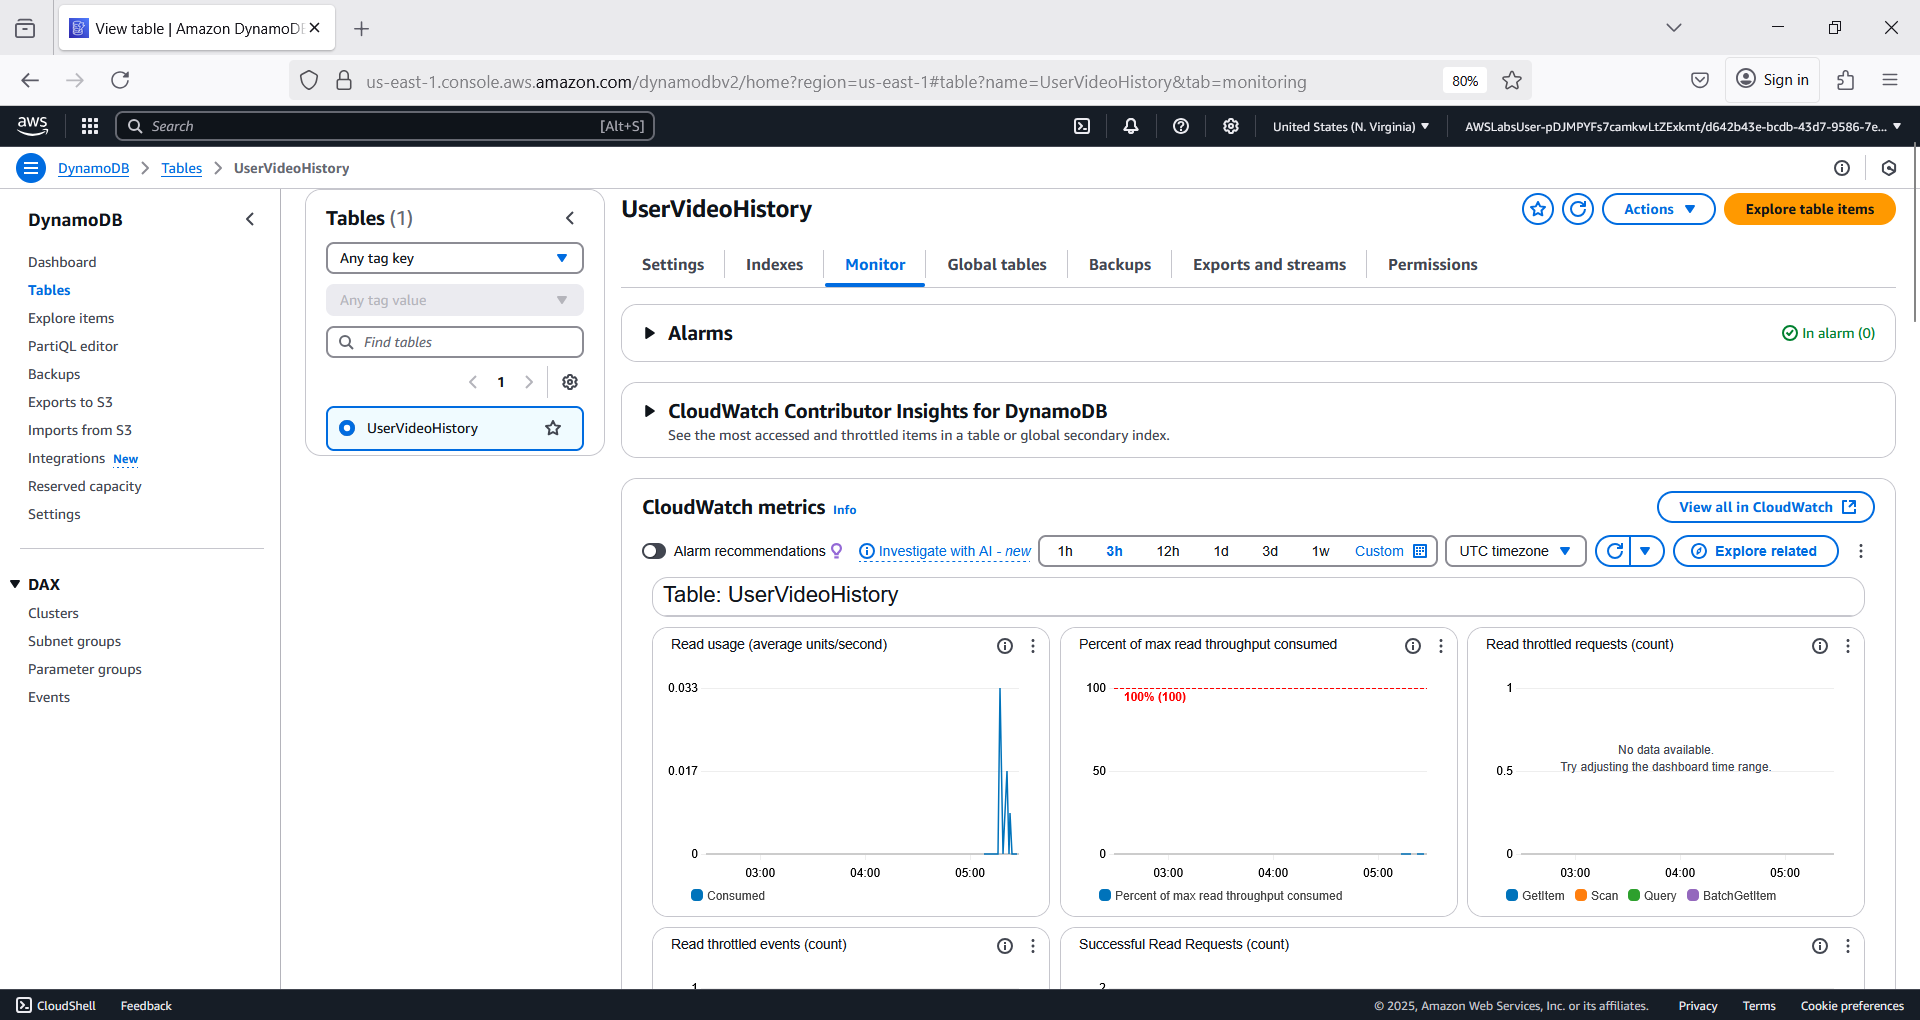 View table | Amazon DynamoDB
us-east-1.console.aws.amazon.com/dynamodbv2/home?region=us-east-1#table?name=UserVideoHistory&tab=monitoring
80%
Sign in
aws
Search
[Alt+S]
United States (N. Virginia)
AWSLabsUser-pDJMPYFs7camkwLtZExkmt/d642b43e-bcdb-43d7-9586-7e...
DynamoDB
Tables
UserVideoHistory
DynamoDB
Dashboard
Tables
Explore items
PartiQL editor
Backups
Exports to S3
Imports from S3
Integrations New
Reserved capacity
Settings
DAX
Clusters
Subnet groups
Parameter groups
Events
Tables (1)
Any tag key
Any tag value
Find tables
1
UserVideoHistory
UserVideoHistory
Actions
Explore table items
Settings
Indexes
Monitor
Global tables
Backups
Exports and streams
Permissions
Alarms
In alarm (0)
CloudWatch Contributor Insights for DynamoDB
See the most accessed and throttled items in a table or global secondary index.
CloudWatch metrics Info
View all in CloudWatch
Alarm recommendations
Investigate with AI - new
1h 3h 12h 1d 3d 1w Custom
UTC timezone
Explore related
Table: UserVideoHistory
Read usage (average units/second)
0.033
0.017
0
03:00 04:00 05:00
Consumed
Percent of max read throughput consumed
100
100% (100)
50
0
03:00 04:00 05:00
Percent of max read throughput consumed
Read throttled requests (count)
1
No data available.
Try adjusting the dashboard time range.
0.5
0
03:00 04:00 05:00
GetItem Scan Query BatchGetItem
Read throttled events (count)
1
Successful Read Requests (count)
2
CloudShell
Feedback
© 2025, Amazon Web Services, Inc. or its affiliates.
Privacy
Terms
Cookie preferences